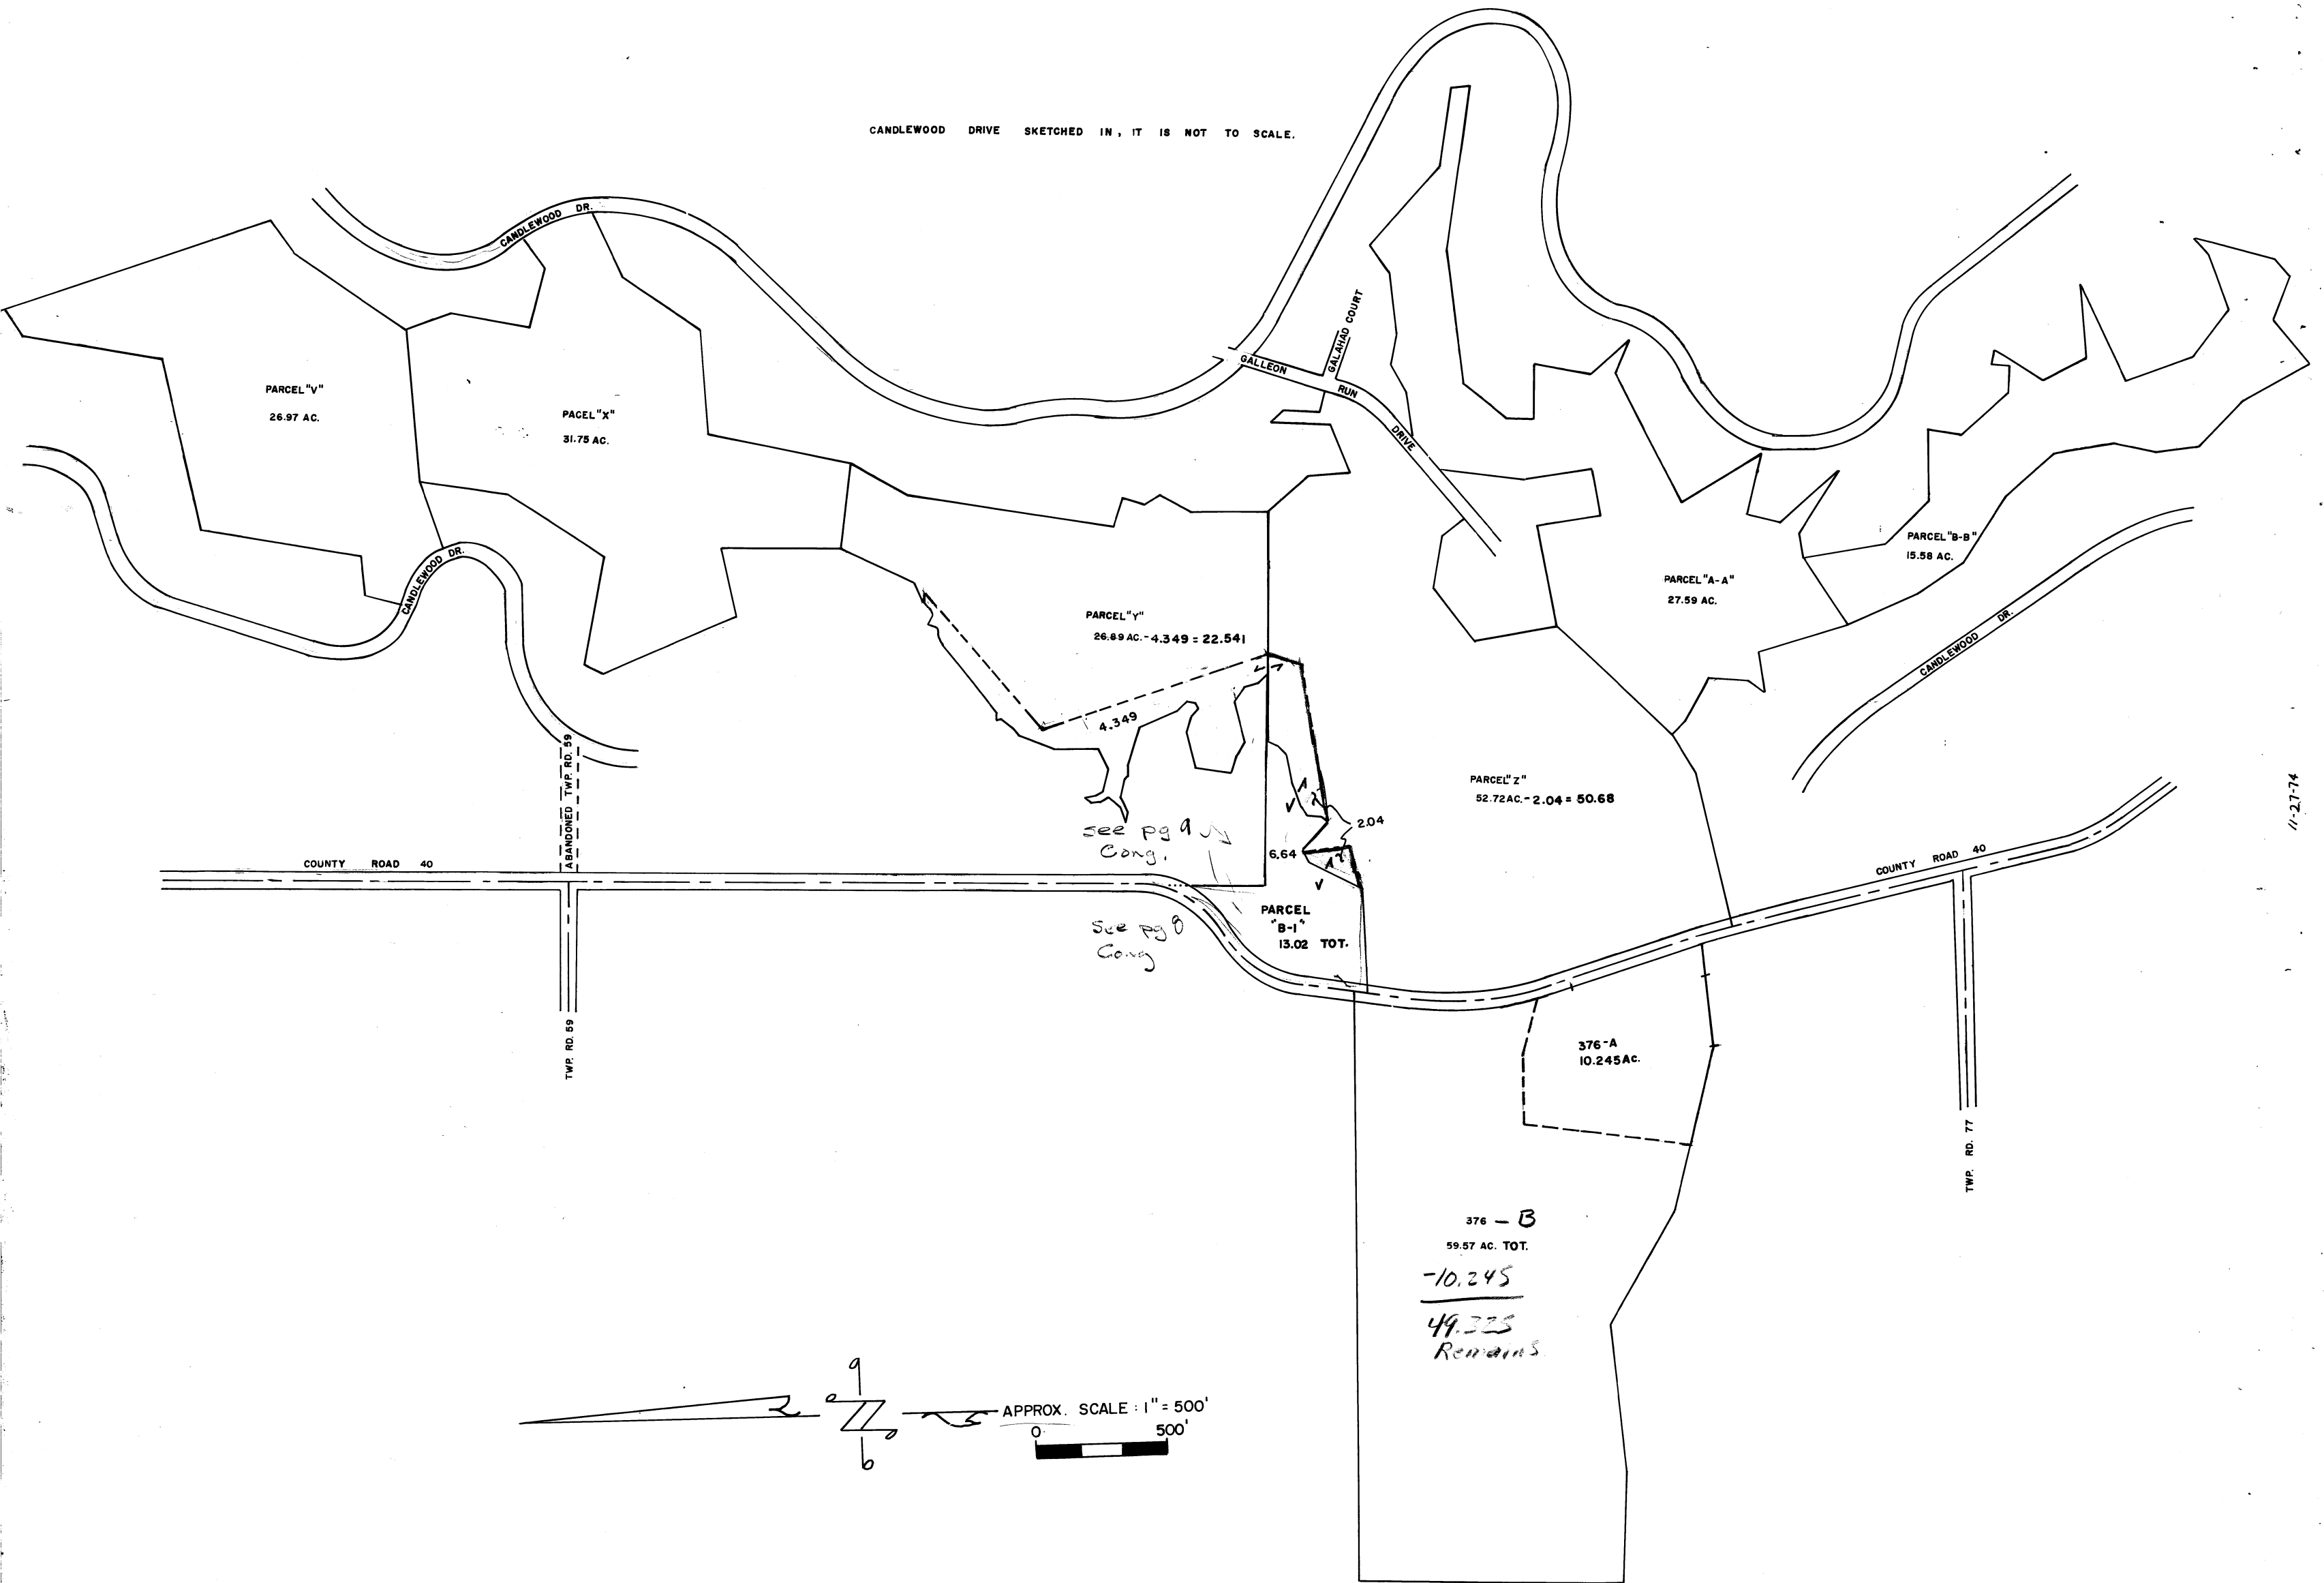 CANDLEWOOD DRIVE SKETCHED IN, IT IS NOT TO SCALE.
CANDLEWOOD DR.
GALAHAD COURT
GALLEON RUN DRIVE
PARCEL "V"
26.97 AC.
PACEL "X"
31.75 AC.
CANDLEWOOD DR.
PARCEL "B-B"
15.58 AC.
PARCEL "A-A"
27.59 AC.
PARCEL "Y"
26.89 AC. - 4.349 = 22.541
CANDLEWOOD DR.
4.349
ABANDONED TWP. RD. 59
PARCEL "Z"
52.72 AC. - 2.04 = 50.68
11-27-74
2.04
6.64
see pg 9
Cong.
COUNTY ROAD 40
COUNTY ROAD 40
See pg 8
Cong
PARCEL
"B-1"
13.02 TOT.
TWP. RD. 59
376-A
10.245 AC.
TWP. RD. 77
376 - B
59.57 AC. TOT.
-10.245
49.325
Remains
APPROX. SCALE : 1" = 500'
0 500'